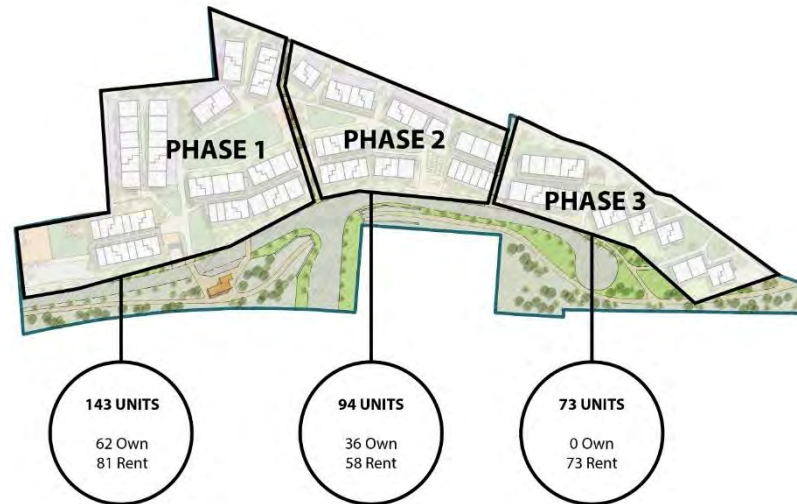 PHASE 1
PHASE 2
PHASE 3
143 UNITS
62 Own
81 Rent
94 UNITS
36 Own
58 Rent
73 UNITS
0 Own
73 Rent